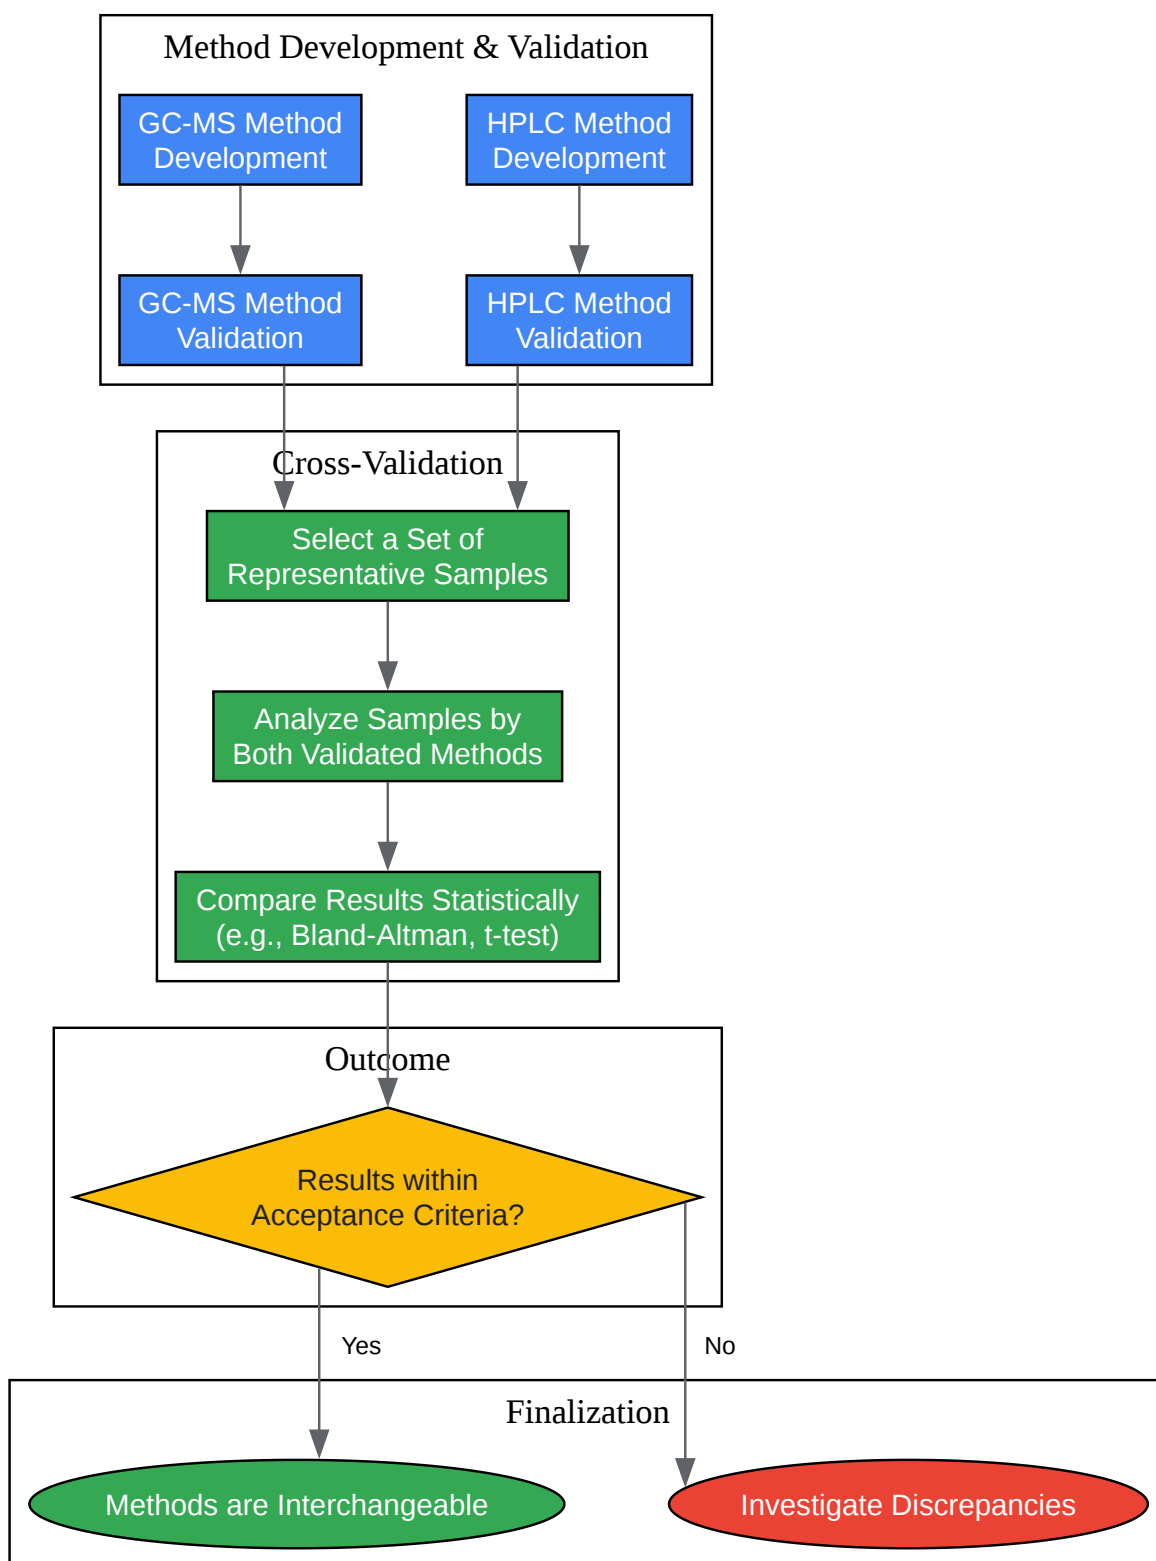 Method Development & Validation
GC-MS Method
Development
HPLC Method
Development
GC-MS Method
Validation
HPLC Method
Validation
Cross-Validation
Select a Set of
Representative Samples
Analyze Samples by
Both Validated Methods
Compare Results Statistically
(e.g., Bland-Altman, t-test)
Outcome
Results within
Acceptance Criteria?
Yes
No
Finalization
Methods are Interchangeable
Investigate Discrepancies